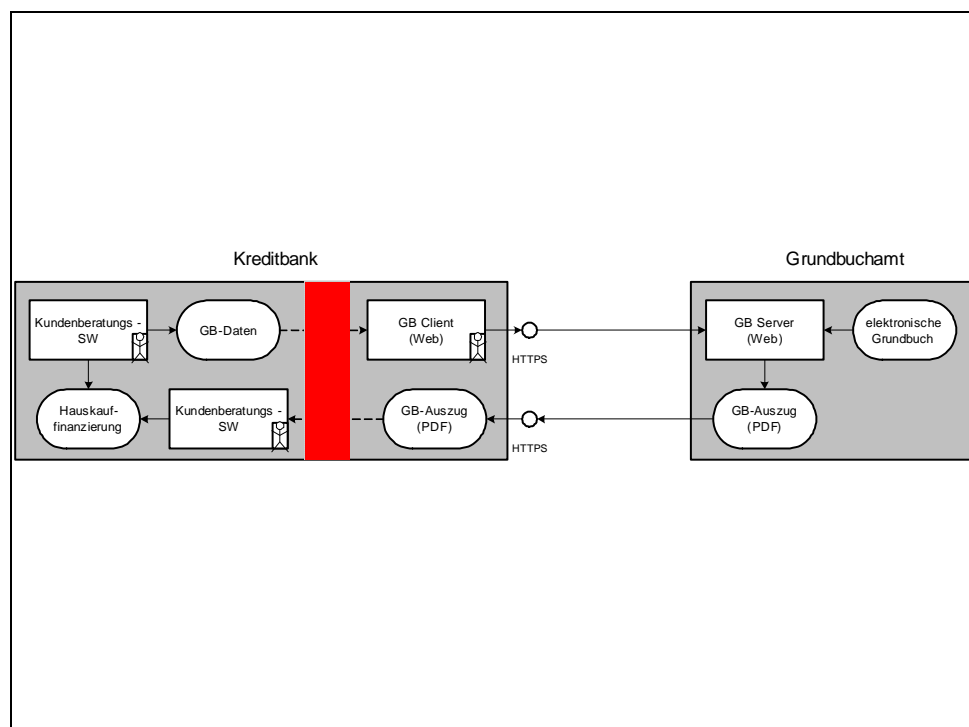 Kreditbank
Grundbuchamt
Kundenberatungs -
SW
GB-Daten
GB Client
(Web)
HTTPS
GB Server
(Web)
elektronische
Grundbuch
Hauskauf-
finanzierung
Kundenberatungs -
SW
GB-Auszug
(PDF)
HTTPS
GB-Auszug
(PDF)